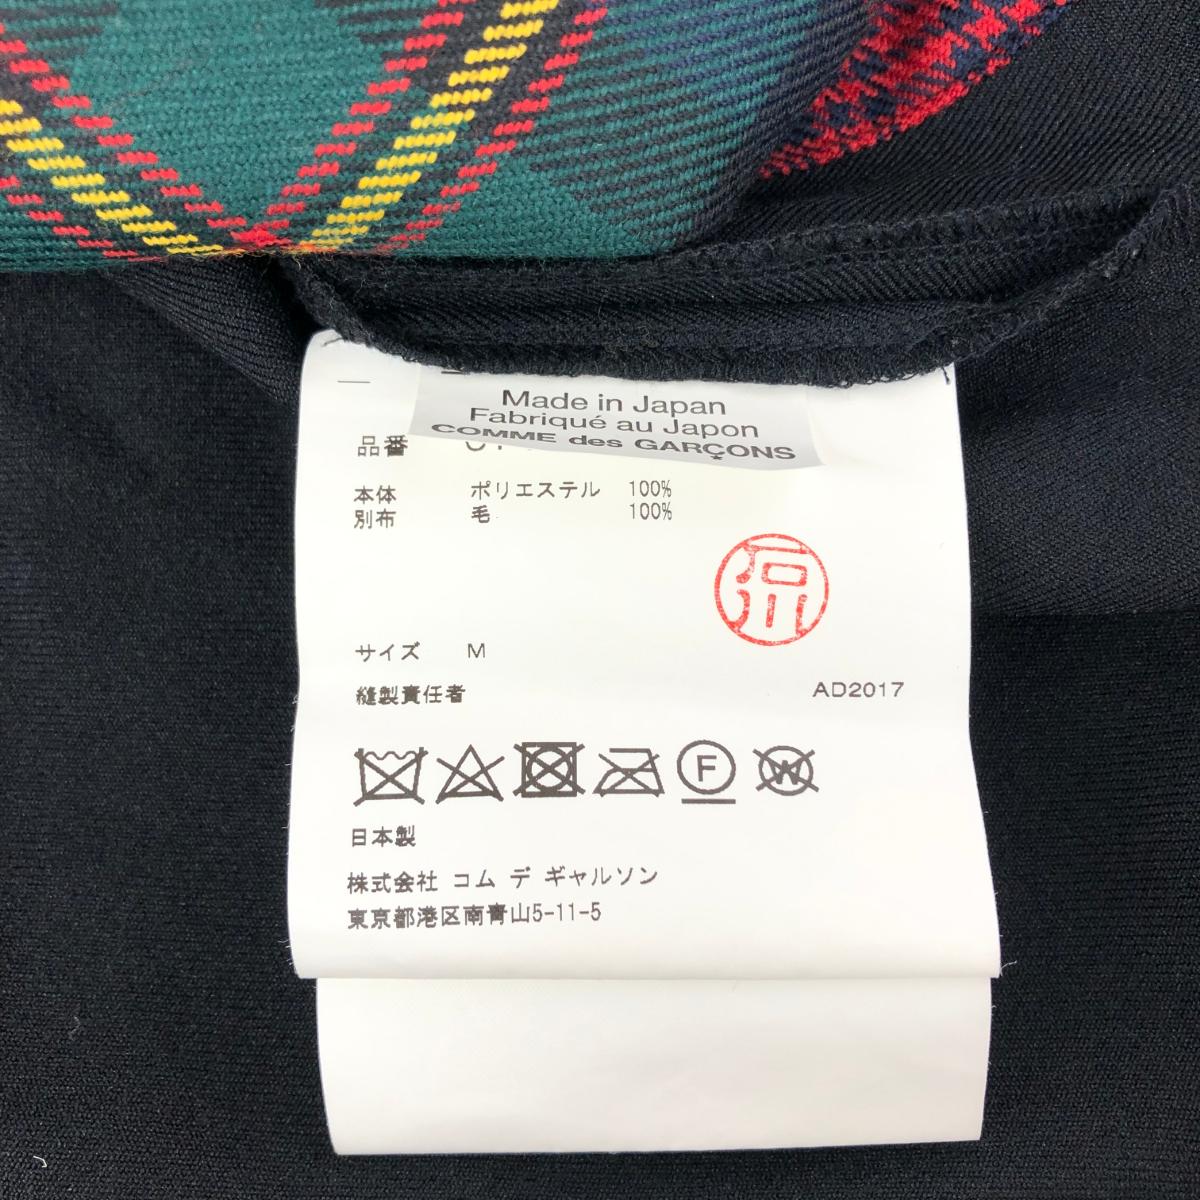 Made in Japan
Fabriqué au Japon
COMME des GARÇONS
品番
本体 ポリエステル 100%
別布 毛 100%
サイズ M
縫製責任者 AD2017
F W
日本製
株式会社 コム デ ギャルソン
東京都港区南青山5-11-5